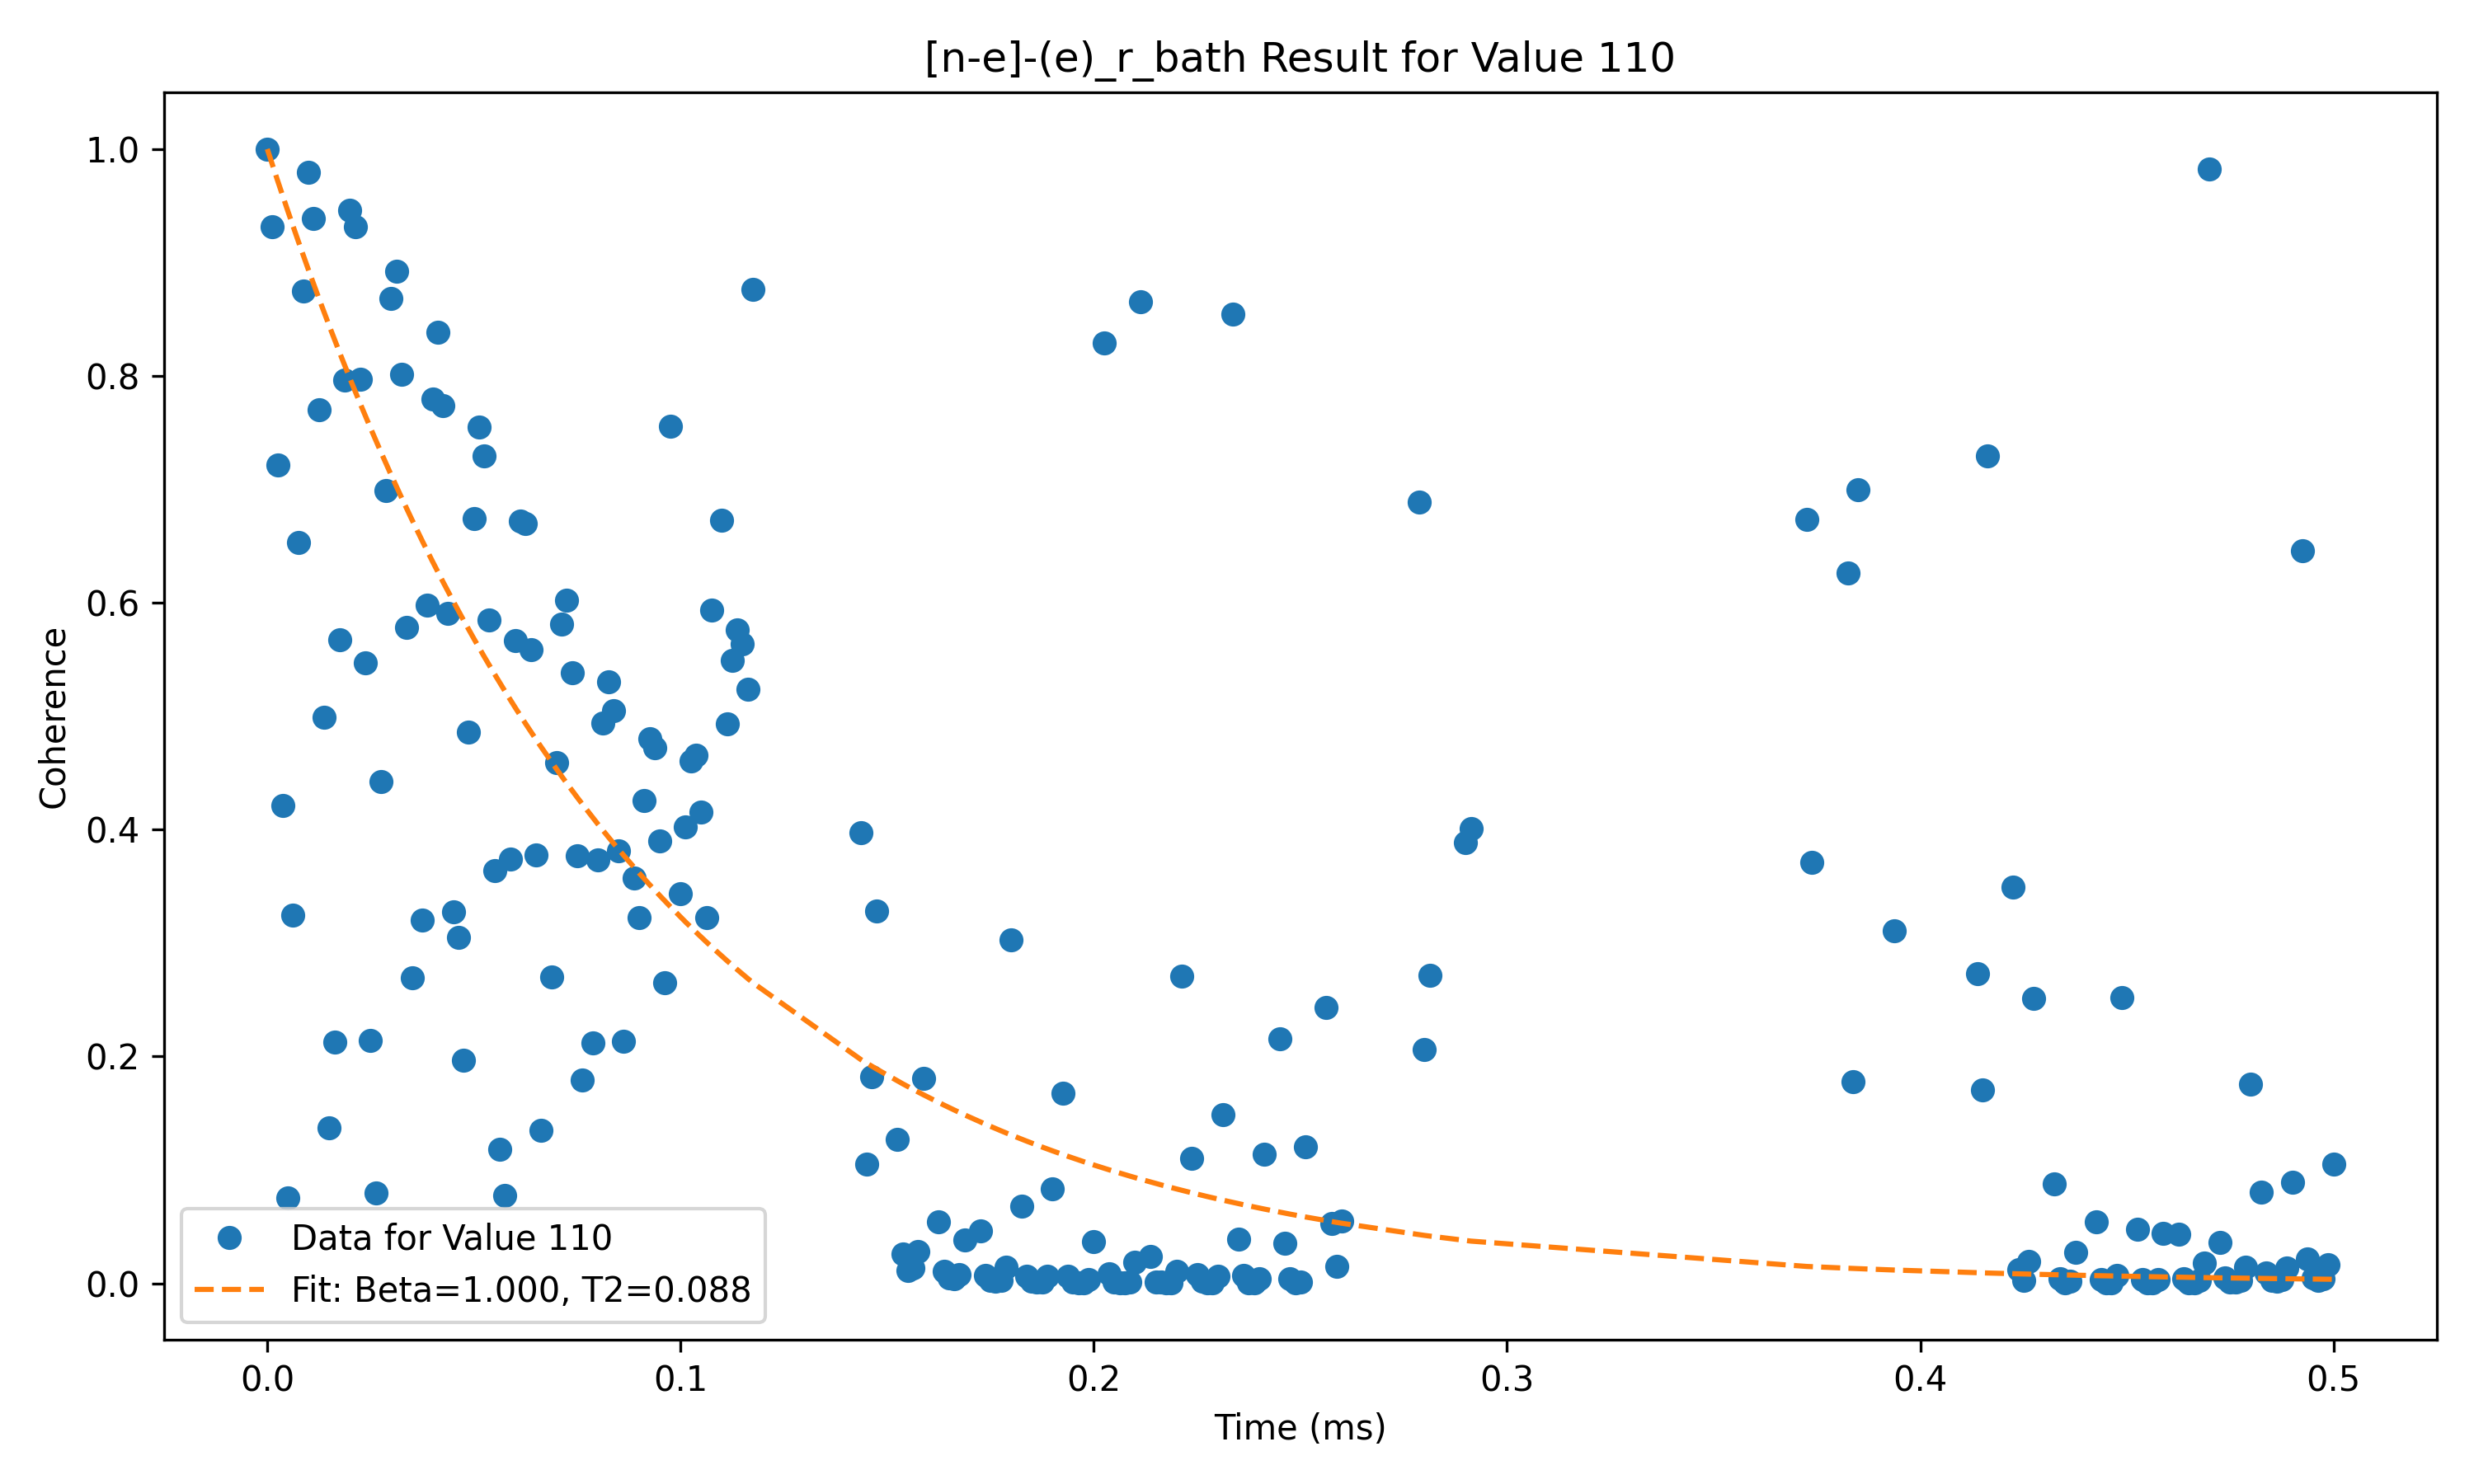 [n-e]-(e)_r_bath Result for Value 110
Coherence
1.0
0.8
0.6
0.4
0.2
0.0
Data for Value 110
Fit: Beta=1.000, T2=0.088
0.0 0.1 0.2 0.3 0.4 0.5
Time (ms)